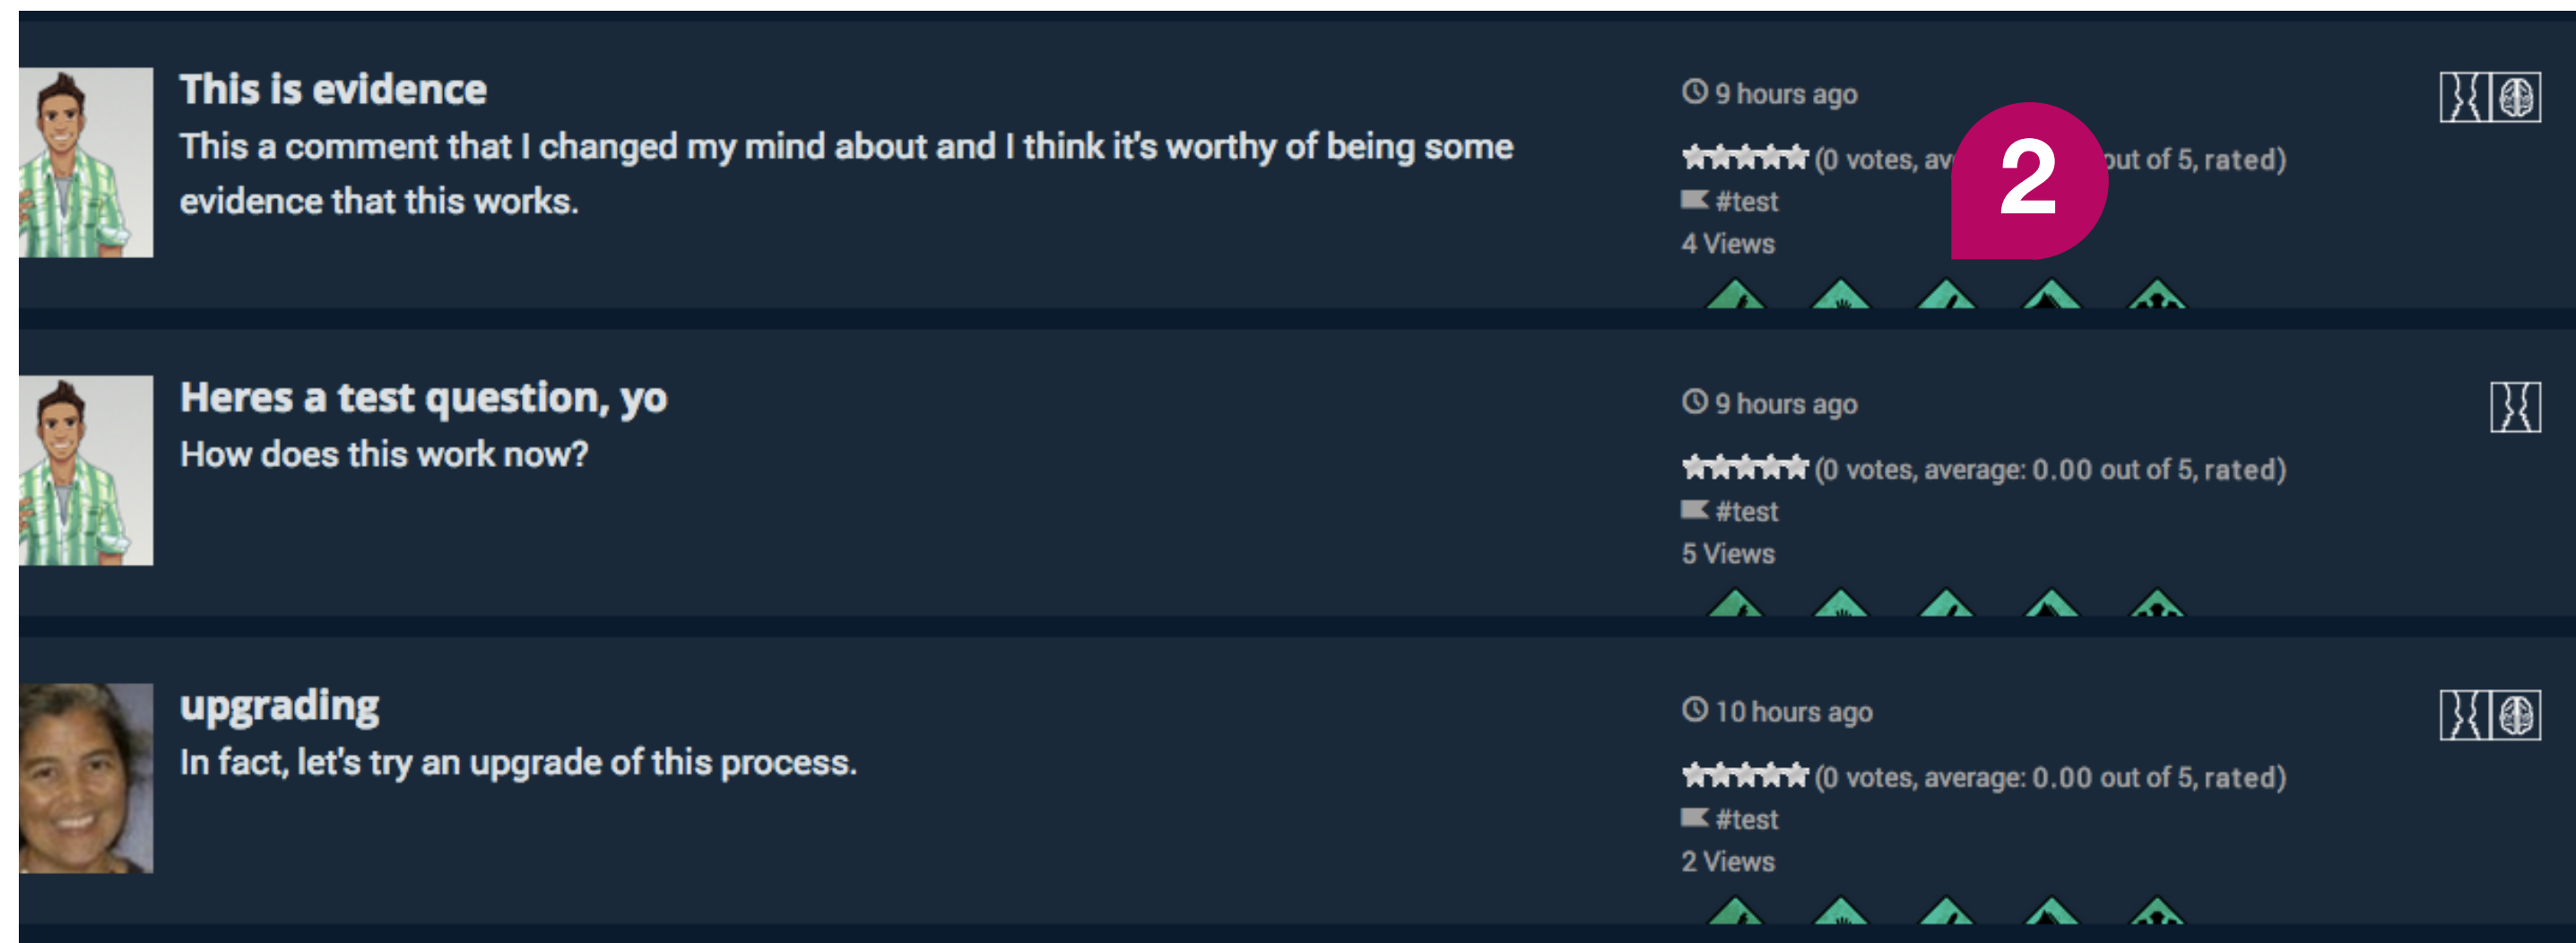 This is evidence
This a comment that I changed my mind about and I think it's worthy of being some
evidence that this works.
9 hours ago
(0 votes, av out of 5, rated)
#test
4 Views
2
Heres a test question, yo
How does this work now?
9 hours ago
(0 votes, average: 0.00 out of 5, rated)
#test
5 Views
upgrading
In fact, let's try an upgrade of this process.
10 hours ago
(0 votes, average: 0.00 out of 5, rated)
#test
2 Views